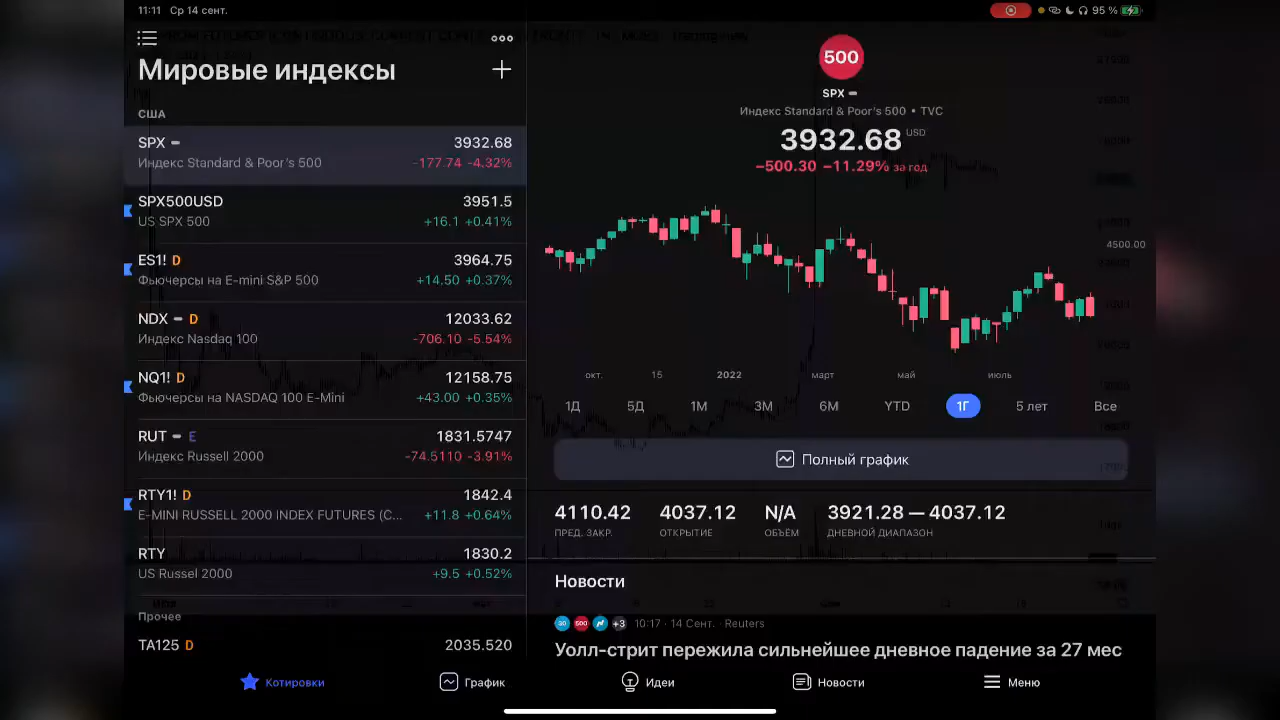 11:11 Ср 14 сент.
95 %
Мировые индексы
США
SPX
3932.68
Индекс Standard & Poor's 500
-177.74 -4.32%
SPX500USD
3951.5
US SPX 500
+16.1 +0.41%
ES1! D
3964.75
Фьючерсы на E-mini S&P 500
+14.50 +0.37%
NDX D
12033.62
Индекс Nasdaq 100
-706.10 -5.54%
NQ1! D
12158.75
Фьючерсы на NASDAQ 100 E-Mini
+43.00 +0.35%
RUT E
1831.5747
Индекс Russell 2000
-74.5110 -3.91%
RTY1! D
1842.4
E-MINI RUSSELL 2000 INDEX FUTURES (C...
+11.8 +0.64%
RTY
1830.2
US Russel 2000
+9.5 +0.52%
Прочее
TA125 D
2035.520
500
SPX
Индекс Standard & Poor's 500 • TVC
3932.68 USD
−500.30 −11.29% за год
4500.00
окт. 15 2022 март май июль
1Д 5Д 1М 3М 6М YTD 1Г 5 лет Все
Полный график
4110.42 4037.12 N/A 3921.28 — 4037.12
ПРЕД. ЗАКР. ОТКРЫТИЕ ОБЪЁМ ДНЕВНОЙ ДИАПАЗОН
Новости
30 500 +3 10:17 · 14 Сент. · Reuters
Уолл-стрит пережила сильнейшее дневное падение за 27 мес
Котировки График Идеи Новости Меню